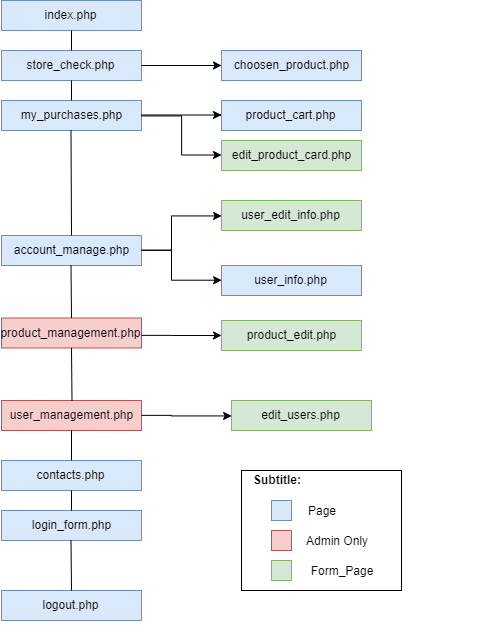 index.php
store_check.php
choosen_product.php
my_purchases.php
product_cart.php
edit_product_card.php
user_edit_info.php
account_manage.php
user_info.php
product_management.php
product_edit.php
user_management.php
edit_users.php
contacts.php
login_form.php
logout.php
Subtitle:
Page
Admin Only
Form_Page